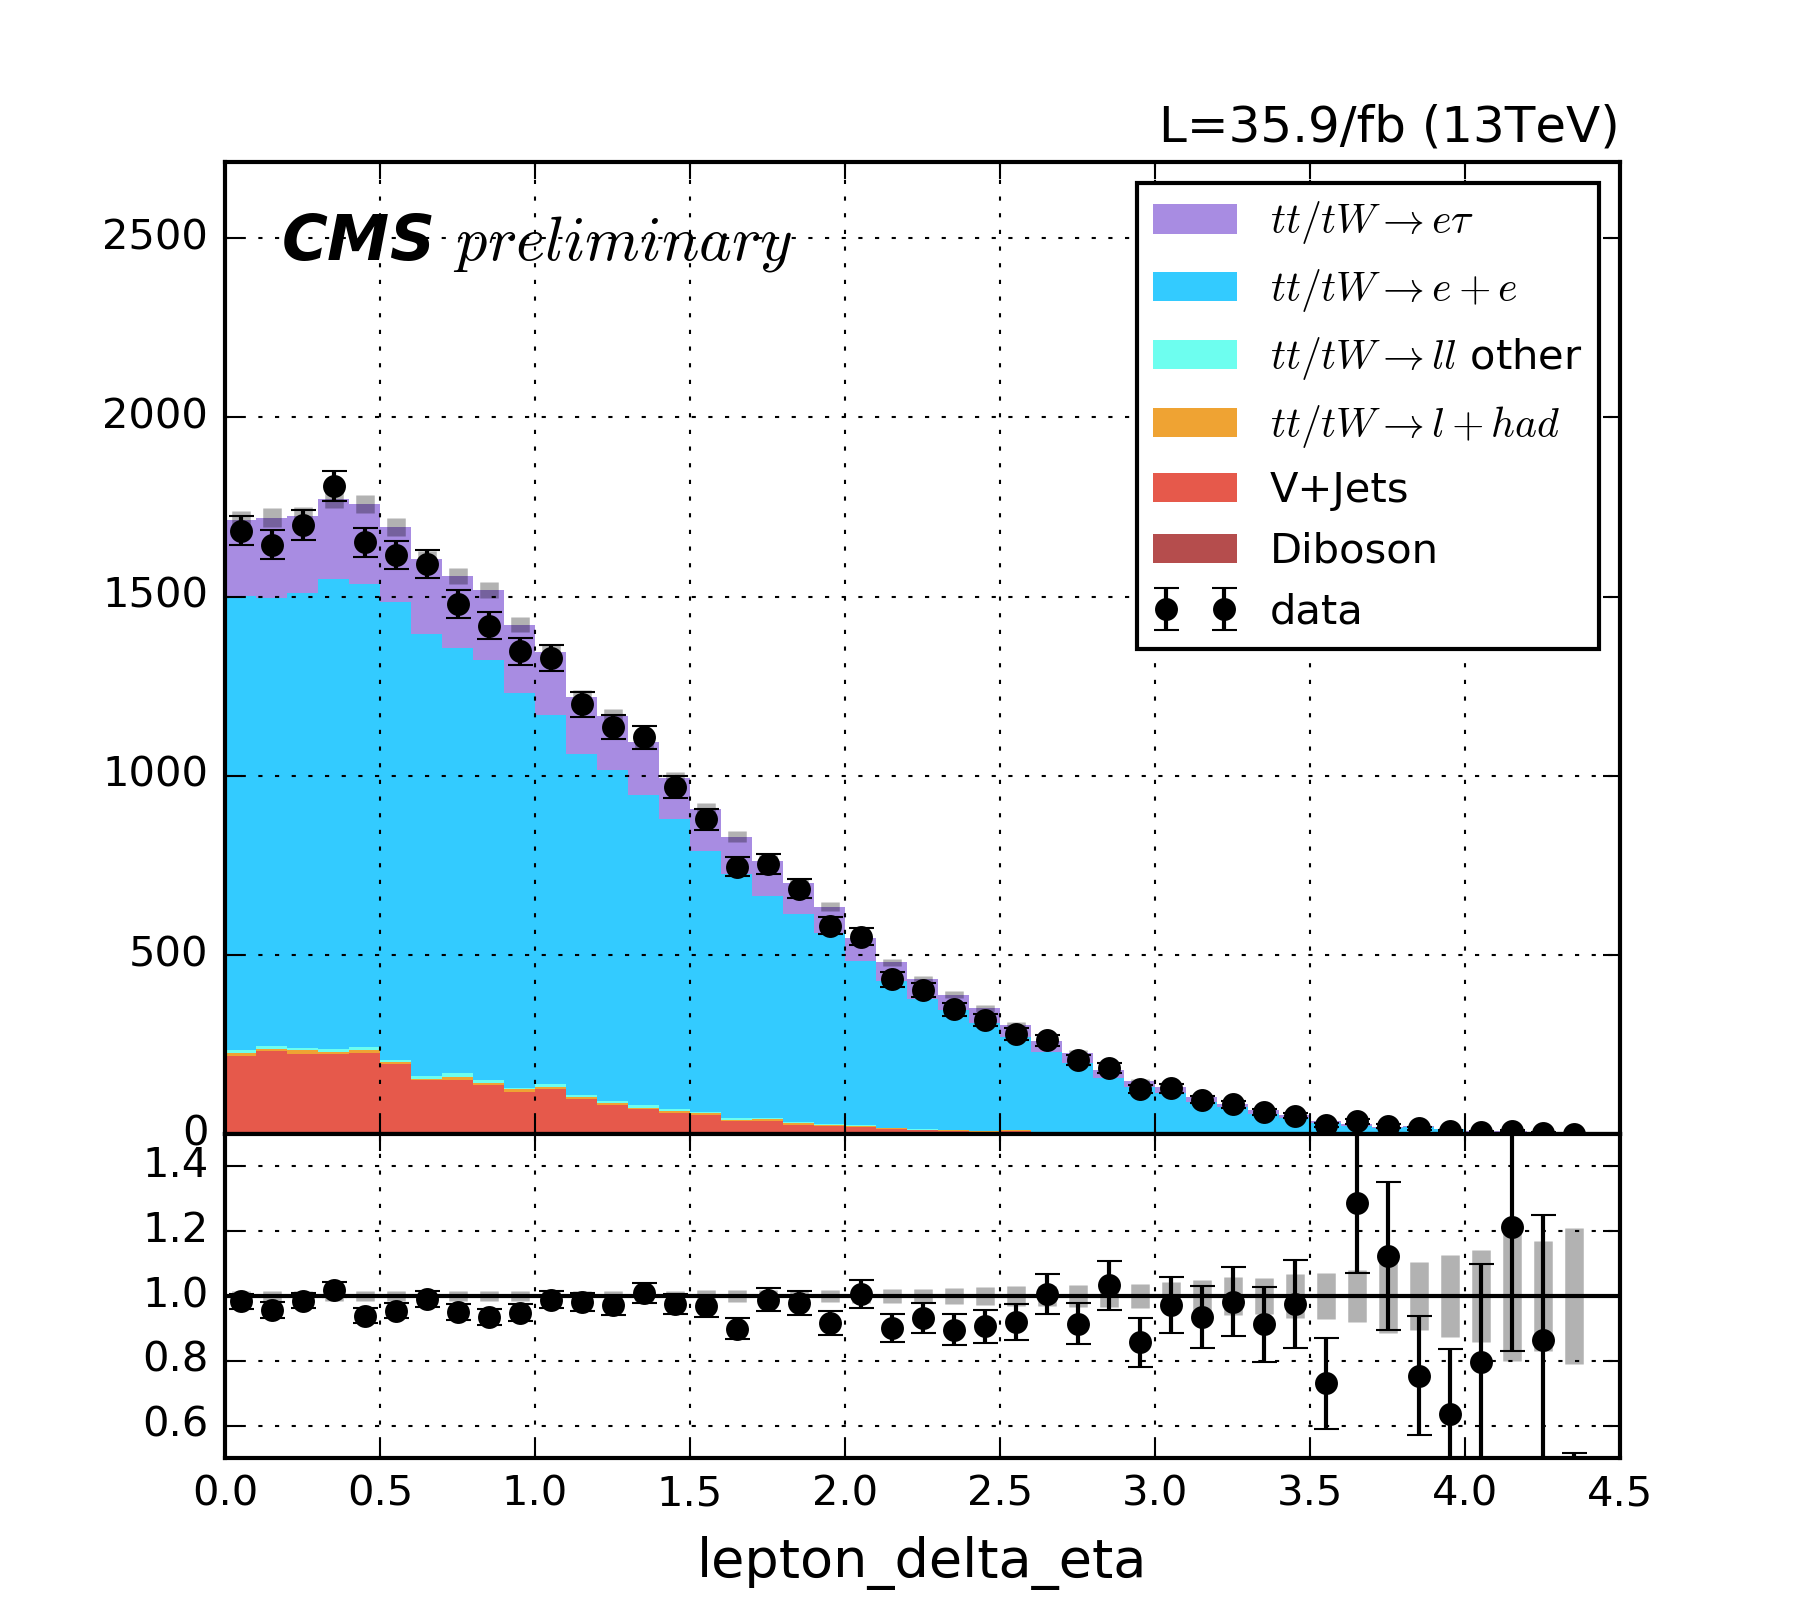 L=35.9/fb (13TeV)
CMS preliminary
tt/tW→eτ
tt/tW→e+e
tt/tW→ll other
tt/tW→l+had
V+Jets
Diboson
data
2500
2000
1500
1000
500
0
1.4
1.2
1.0
0.8
0.6
0.0 0.5 1.0 1.5 2.0 2.5 3.0 3.5 4.0 4.5
lepton_delta_eta